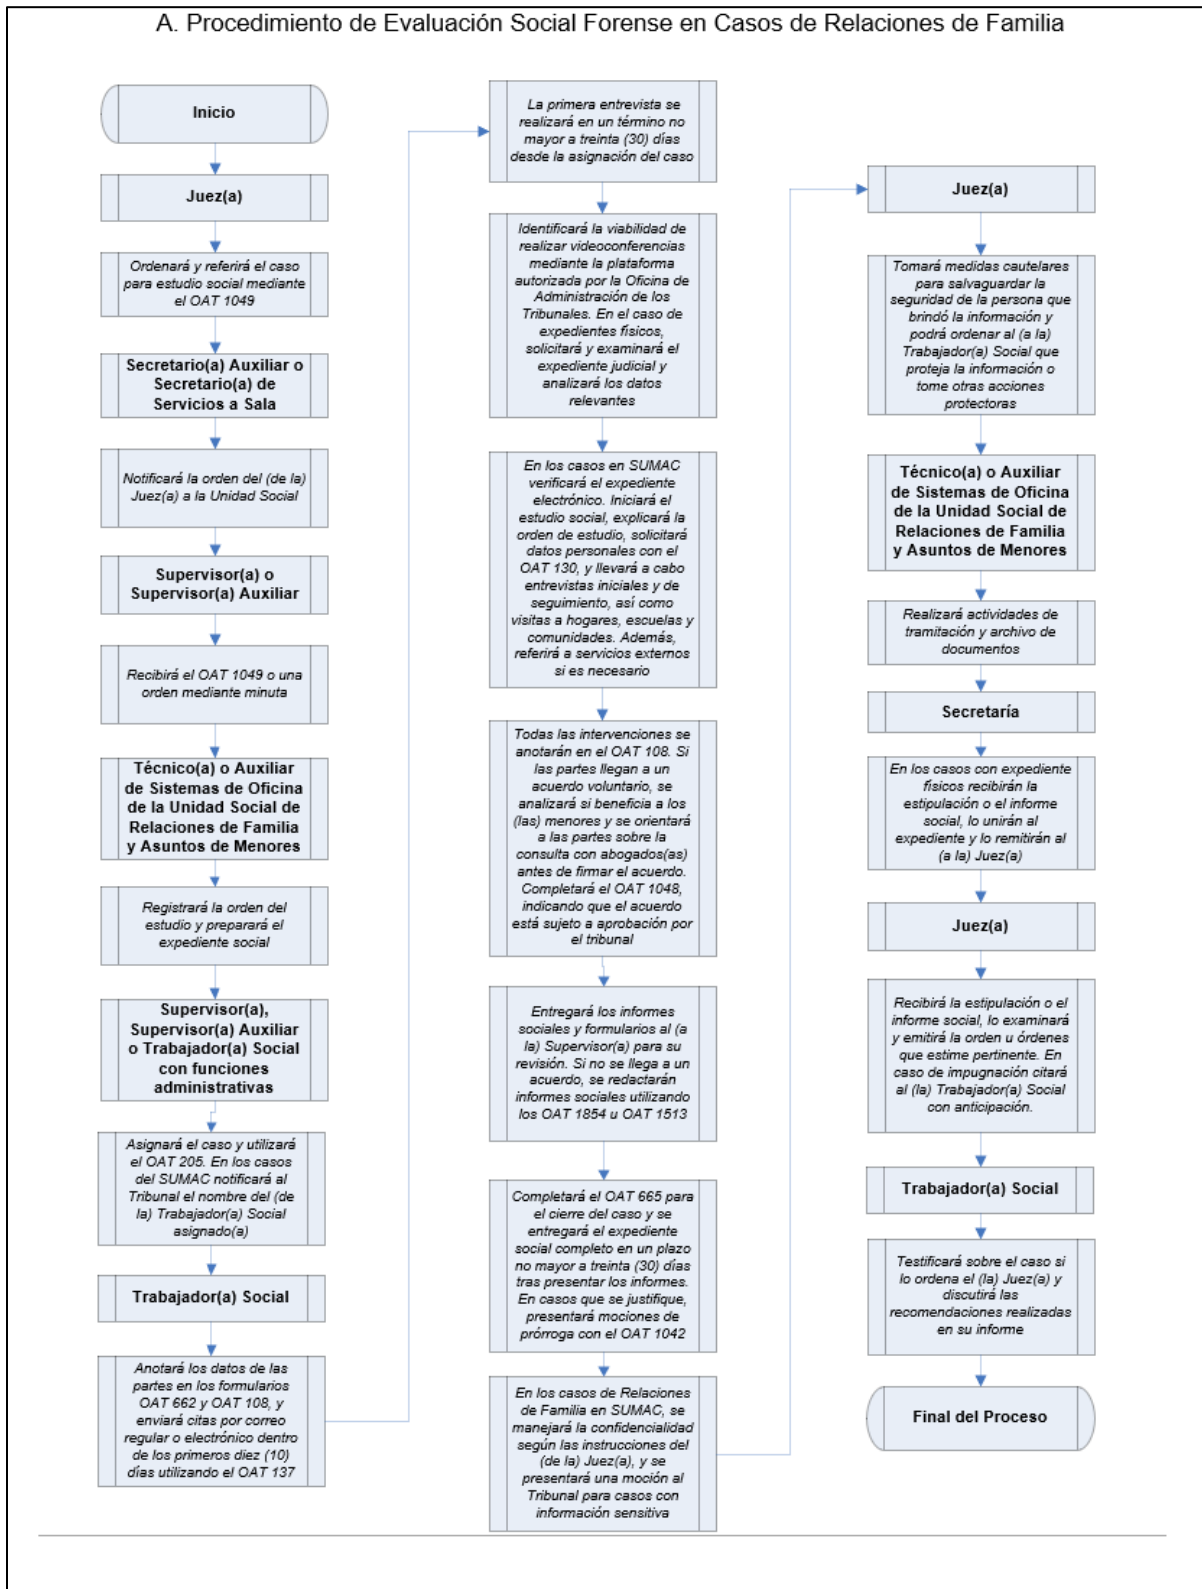 A. Procedimiento de Evaluación Social Forense en Casos de Relaciones de Familia
Inicio
Juez(a)
Ordenará y referirá el caso
para estudio social mediante
el OAT 1049
Secretario(a) Auxiliar o
Secretario(a) de
Servicios a Sala
Notificará la orden del (de la)
Juez(a) a la Unidad Social
Supervisor(a) o
Supervisor(a) Auxiliar
Recibirá el OAT 1049 o una
orden mediante minuta
Técnico(a) o Auxiliar
de Sistemas de Oficina
de la Unidad Social de
Relaciones de Familia
y Asuntos de Menores
Registrará la orden del
estudio y preparará el
expediente social
Supervisor(a),
Supervisor(a) Auxiliar
o Trabajador(a) Social
con funciones
administrativas
Asignará el caso y utilizará
el OAT 205. En los casos
del SUMAC notificará al
Tribunal el nombre del (de
la) Trabajador(a) Social
asignado(a)
Trabajador(a) Social
Anotará los datos de las
partes en los formularios
OAT 662 y OAT 108, y
enviará citas por correo
regular o electrónico dentro
de los primeros diez (10)
días utilizando el OAT 137
La primera entrevista se
realizará en un término no
mayor a treinta (30) días
desde la asignación del caso
Identificará la viabilidad de
realizar videoconferencias
mediante la plataforma
autorizada por la Oficina de
Administración de los
Tribunales. En el caso de
expedientes físicos,
solicitará y examinará el
expediente judicial y
analizará los datos
relevantes
En los casos en SUMAC
verificará el expediente
electrónico. Iniciará el
estudio social, explicará la
orden de estudio, solicitará
datos personales con el
OAT 130, y llevará a cabo
entrevistas iniciales y de
seguimiento, así como
visitas a hogares, escuelas y
comunidades. Además,
referirá a servicios externos
si es necesario
Todas las intervenciones se
anotarán en el OAT 108. Si
las partes llegan a un
acuerdo voluntario, se
analizará si beneficia a los
(las) menores y se orientará
a las partes sobre la
consulta con abogados(as)
antes de firmar el acuerdo.
Completará el OAT 1048,
indicando que el acuerdo
está sujeto a aprobación por
el tribunal
Entregará los informes
sociales y formularios al (a
la) Supervisor(a) para su
revisión. Si no se llega a un
acuerdo, se redactarán
informes sociales utilizando
los OAT 1854 u OAT 1513
Completará el OAT 665 para
el cierre del caso y se
entregará el expediente
social completo en un plazo
no mayor a treinta (30) días
tras presentar los informes.
En casos que se justifique,
presentará mociones de
prórroga con el OAT 1042
En los casos de Relaciones
de Familia en SUMAC, se
manejará la confidencialidad
según las instrucciones del
(de la) Juez(a), y se
presentará una moción al
Tribunal para casos con
información sensitiva
Juez(a)
Tomará medidas cautelares
para salvaguardar la
seguridad de la persona que
brindó la información y
podrá ordenar al (a la)
Trabajador(a) Social que
proteja la información o
tome otras acciones
protectoras
Técnico(a) o Auxiliar
de Sistemas de Oficina
de la Unidad Social de
Relaciones de Familia
y Asuntos de Menores
Realizará actividades de
tramitación y archivo de
documentos
Secretaría
En los casos con expediente
físicos recibirán la
estipulación o el informe
social, lo unirán al
expediente y lo remitirán al
(a la) Juez(a)
Juez(a)
Recibirá la estipulación o el
informe social, lo examinará
y emitirá la orden u órdenes
que estime pertinente. En
caso de impugnación citará
al (la) Trabajador(a) Social
con anticipación.
Trabajador(a) Social
Testificará sobre el caso si
lo ordena el (la) Juez(a) y
discutirá las
recomendaciones realizadas
en su informe
Final del Proceso